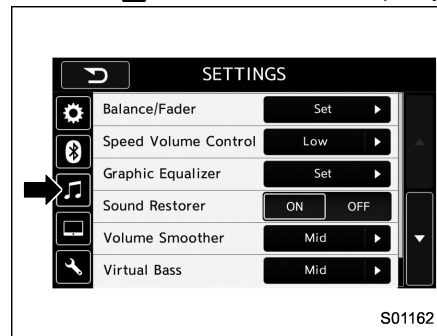 SETTINGS
Balance/Fader Set
Speed Volume Control Low
Graphic Equalizer Set
Sound Restorer ON OFF
Volume Smoother Mid
Virtual Bass Mid
S01162